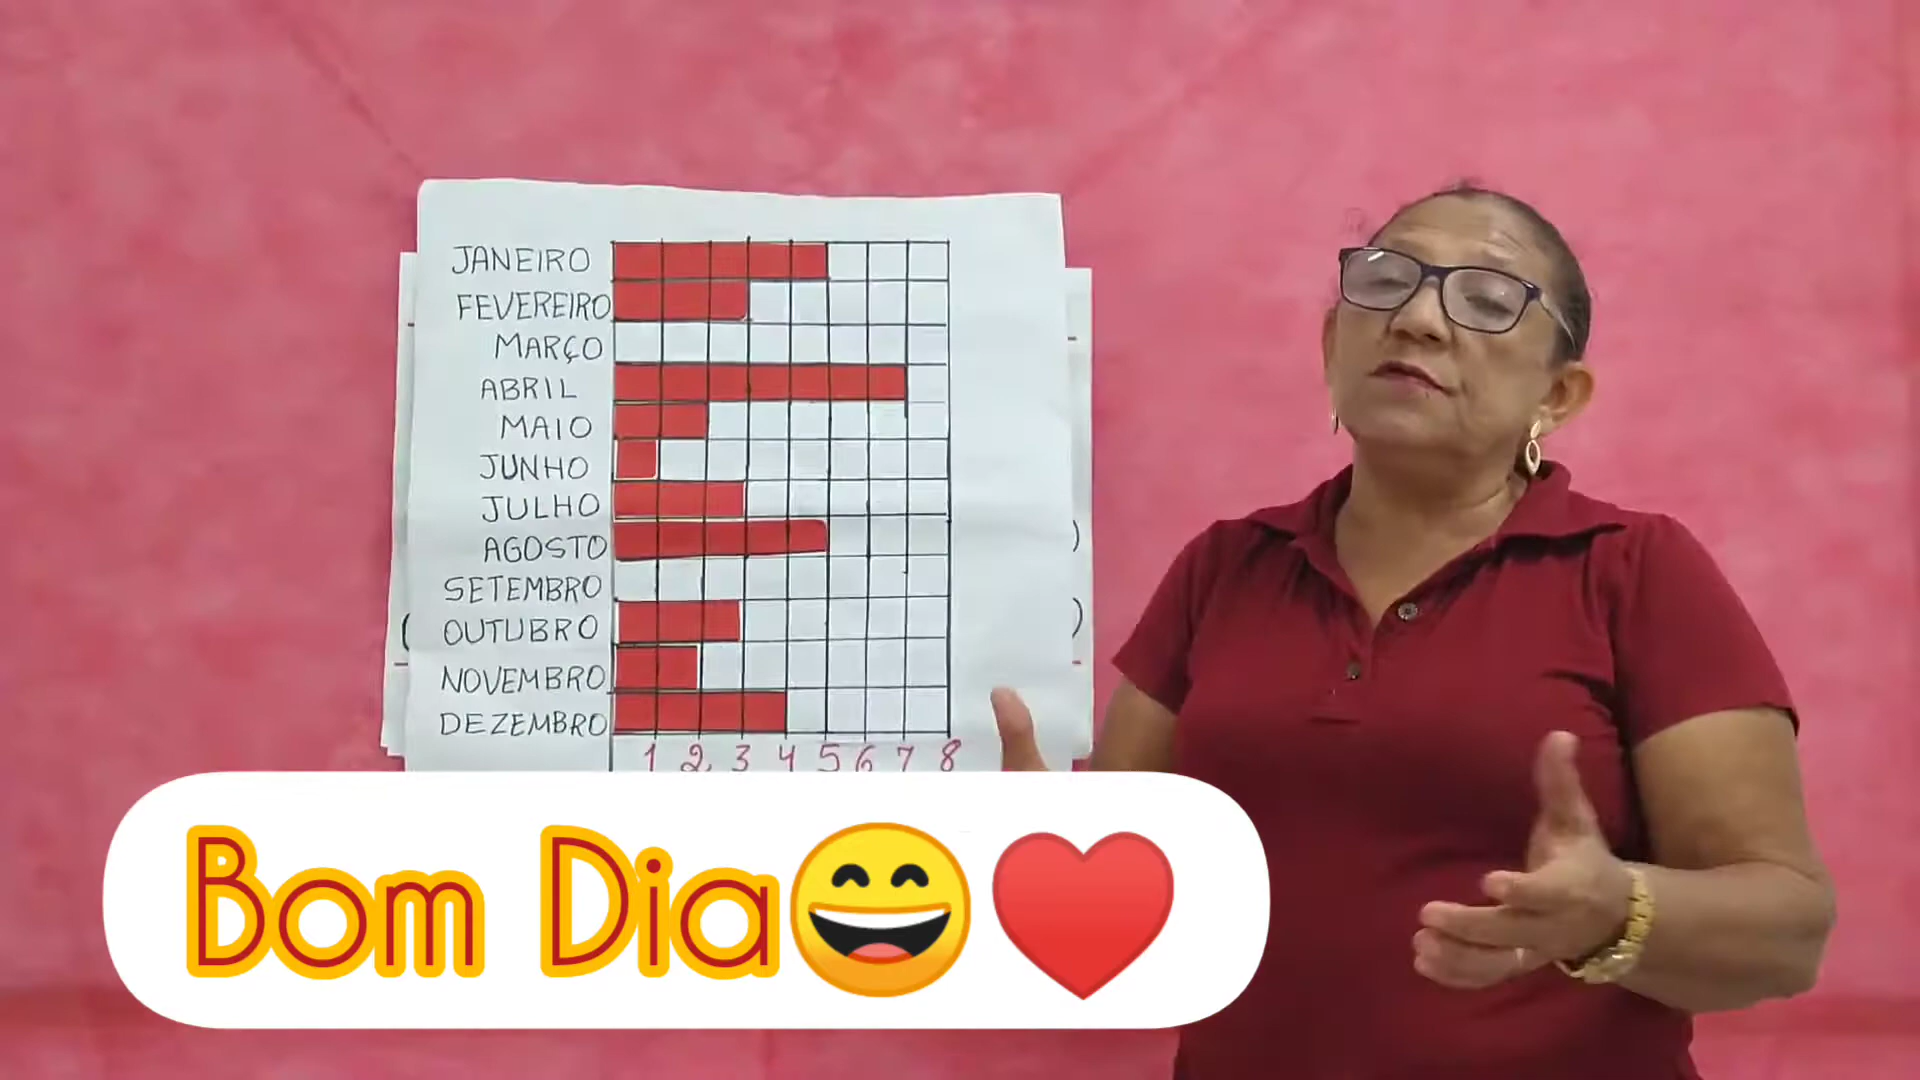 JANEIRO
FEVEREIRO
MARÇO
ABRIL
MAIO
JUNHO
JULHO
AGOSTO
SETEMBRO
OUTUBRO
NOVEMBRO
DEZEMBRO
1 2 3 4 5 6 7 8
Bom Dia😄❤️